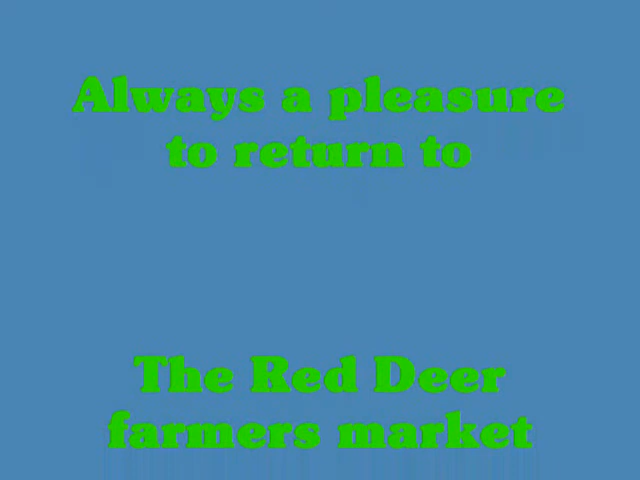 Always a pleasure
to return to
The Red Deer
farmers market